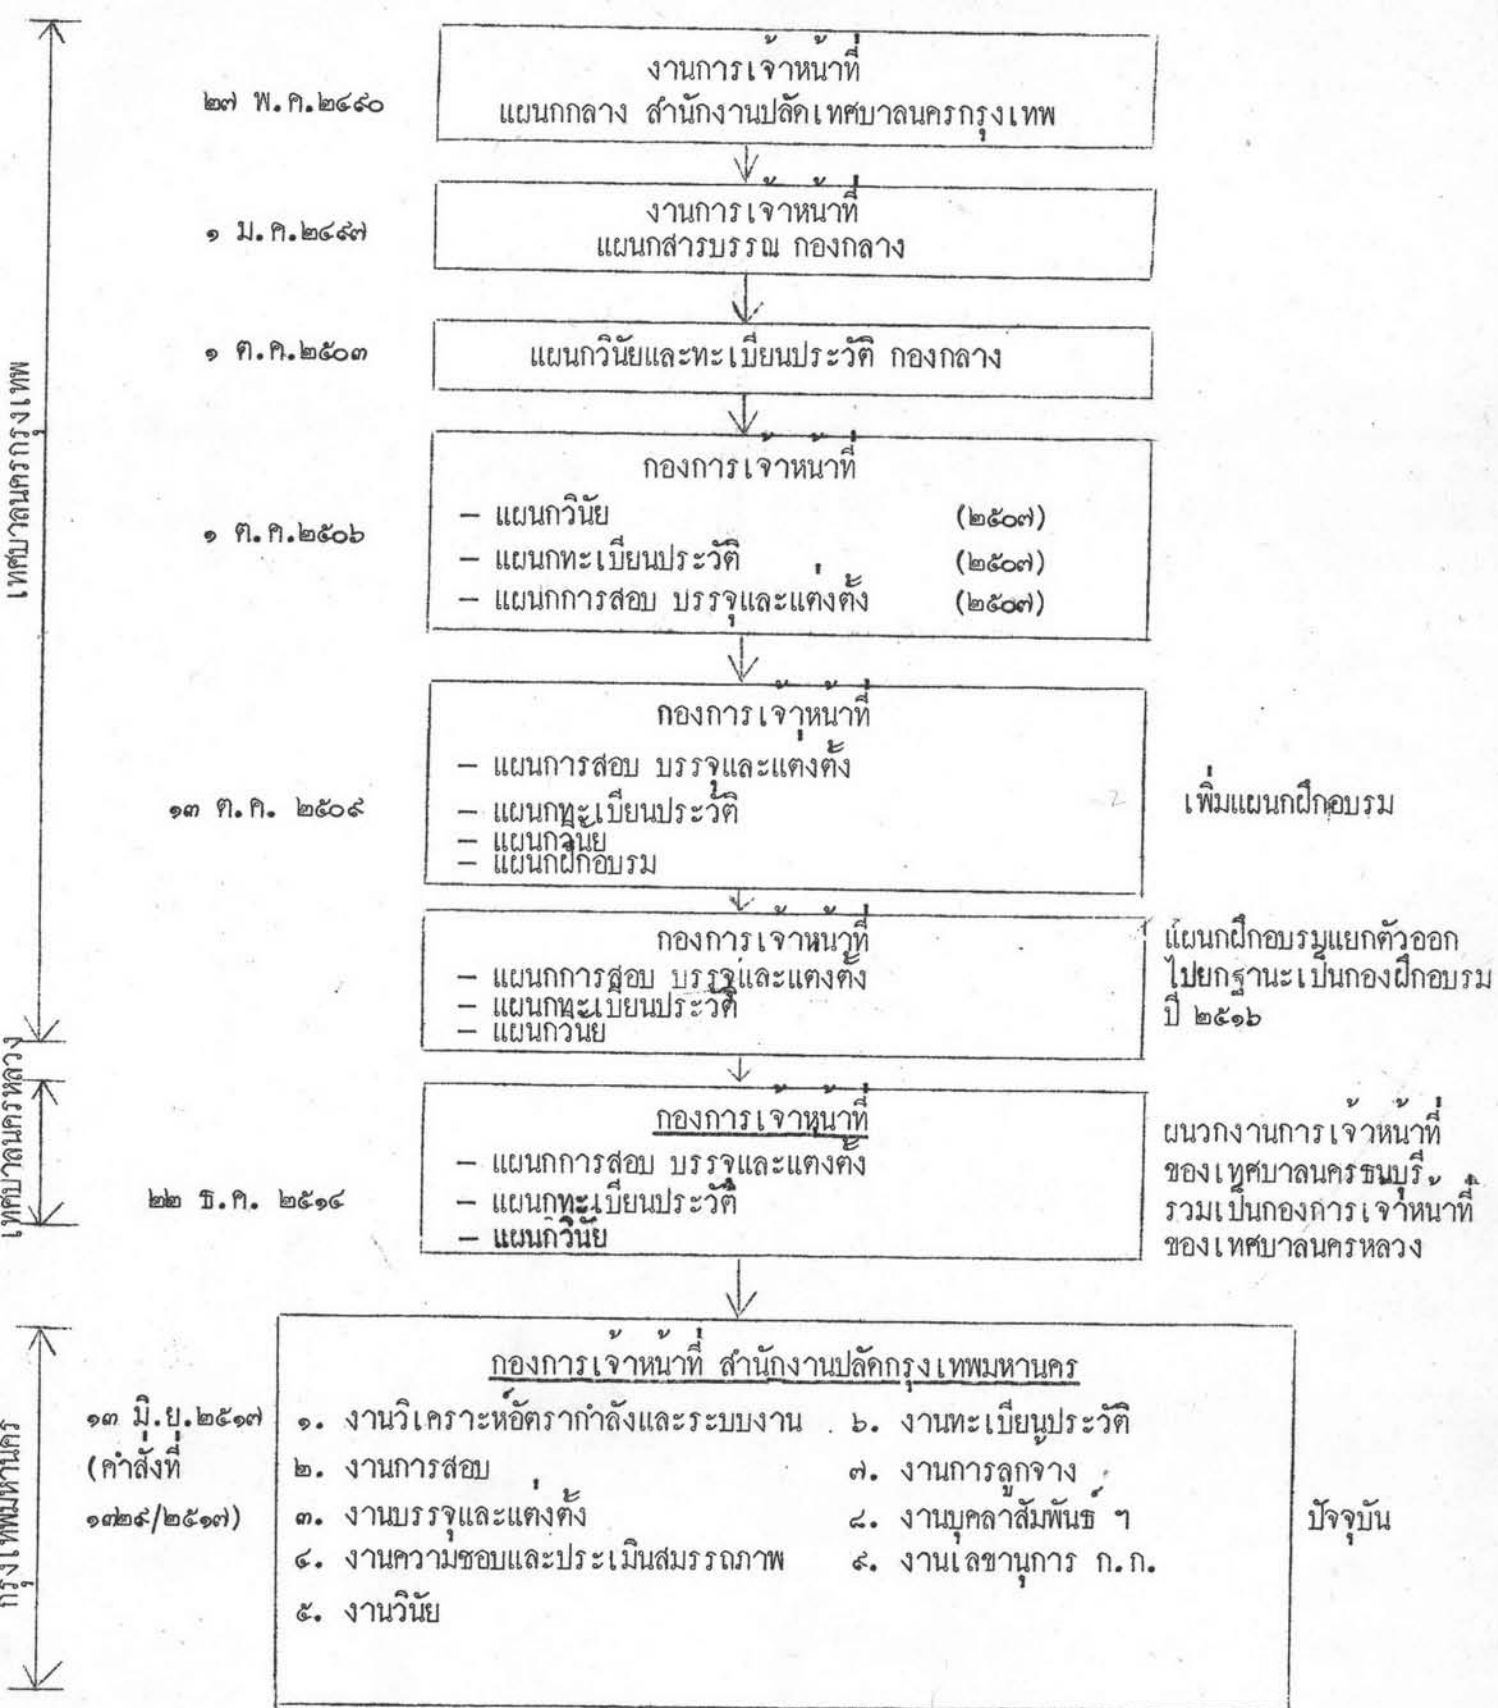 เทศบาลนครกรุงเทพ
๒๗ พ.ค.๒๔๙๐
งานการเจ้าหน้าที่
แผนกกลาง สำนักงานปลัดเทศบาลนครกรุงเทพ
๑ ม.ค.๒๔๙๗
งานการเจ้าหน้าที่
แผนกสารบรรณ กองกลาง
๑ ต.ค.๒๕๐๓
แผนกวินัยและทะเบียนประวัติ กองกลาง
๑ ต.ค.๒๕๐๖
กองการเจ้าหน้าที่
– แผนกวินัย (๒๕๐๗)
– แผนกทะเบียนประวัติ (๒๕๐๗)
– แผนกการสอบ บรรจุและแต่งตั้ง (๒๕๐๗)
๑๓ ต.ค. ๒๕๐๙
กองการเจ้าหน้าที่
– แผนการสอบ บรรจุและแต่งตั้ง
– แผนกทะเบียนประวัติ
– แผนกวินัย
– แผนกฝึกอบรม
เพิ่มแผนกฝึกอบรม
กองการเจ้าหน้าที่
– แผนกการสอบ บรรจุและแต่งตั้ง
– แผนกทะเบียนประวัติ
– แผนกวินัย
แผนกฝึกอบรมแยกตัวออก
ไปยกฐานะเป็นกองฝึกอบรม
ปี ๒๕๑๖
เทศบาลนครหลวง
๒๒ ธ.ค. ๒๕๑๔
กองการเจ้าหน้าที่
– แผนกการสอบ บรรจุและแต่งตั้ง
– แผนกทะเบียนประวัติ
– แผนกวินัย
ผนวกงานการเจ้าหน้าที่
ของเทศบาลนครธนบุรี
รวมเป็นกองการเจ้าหน้าที่
ของเทศบาลนครหลวง
กรุงเทพมหานคร
๑๓ มิ.ย.๒๕๑๗
(คำสั่งที่
๑๓๒๙/๒๕๑๗)
กองการเจ้าหน้าที่ สำนักงานปลัดกรุงเทพมหานคร
๑. งานวิเคราะห์อัตรากำลังและระบบงาน
๒. งานการสอบ
๓. งานบรรจุและแต่งตั้ง
๔. งานความชอบและประเมินสมรรถภาพ
๕. งานวินัย
๖. งานทะเบียนประวัติ
๗. งานการลูกจ้าง
๘. งานบุคลาสัมพันธ์ ฯ
๙. งานเลขานุการ ก.ก.
ปัจจุบัน